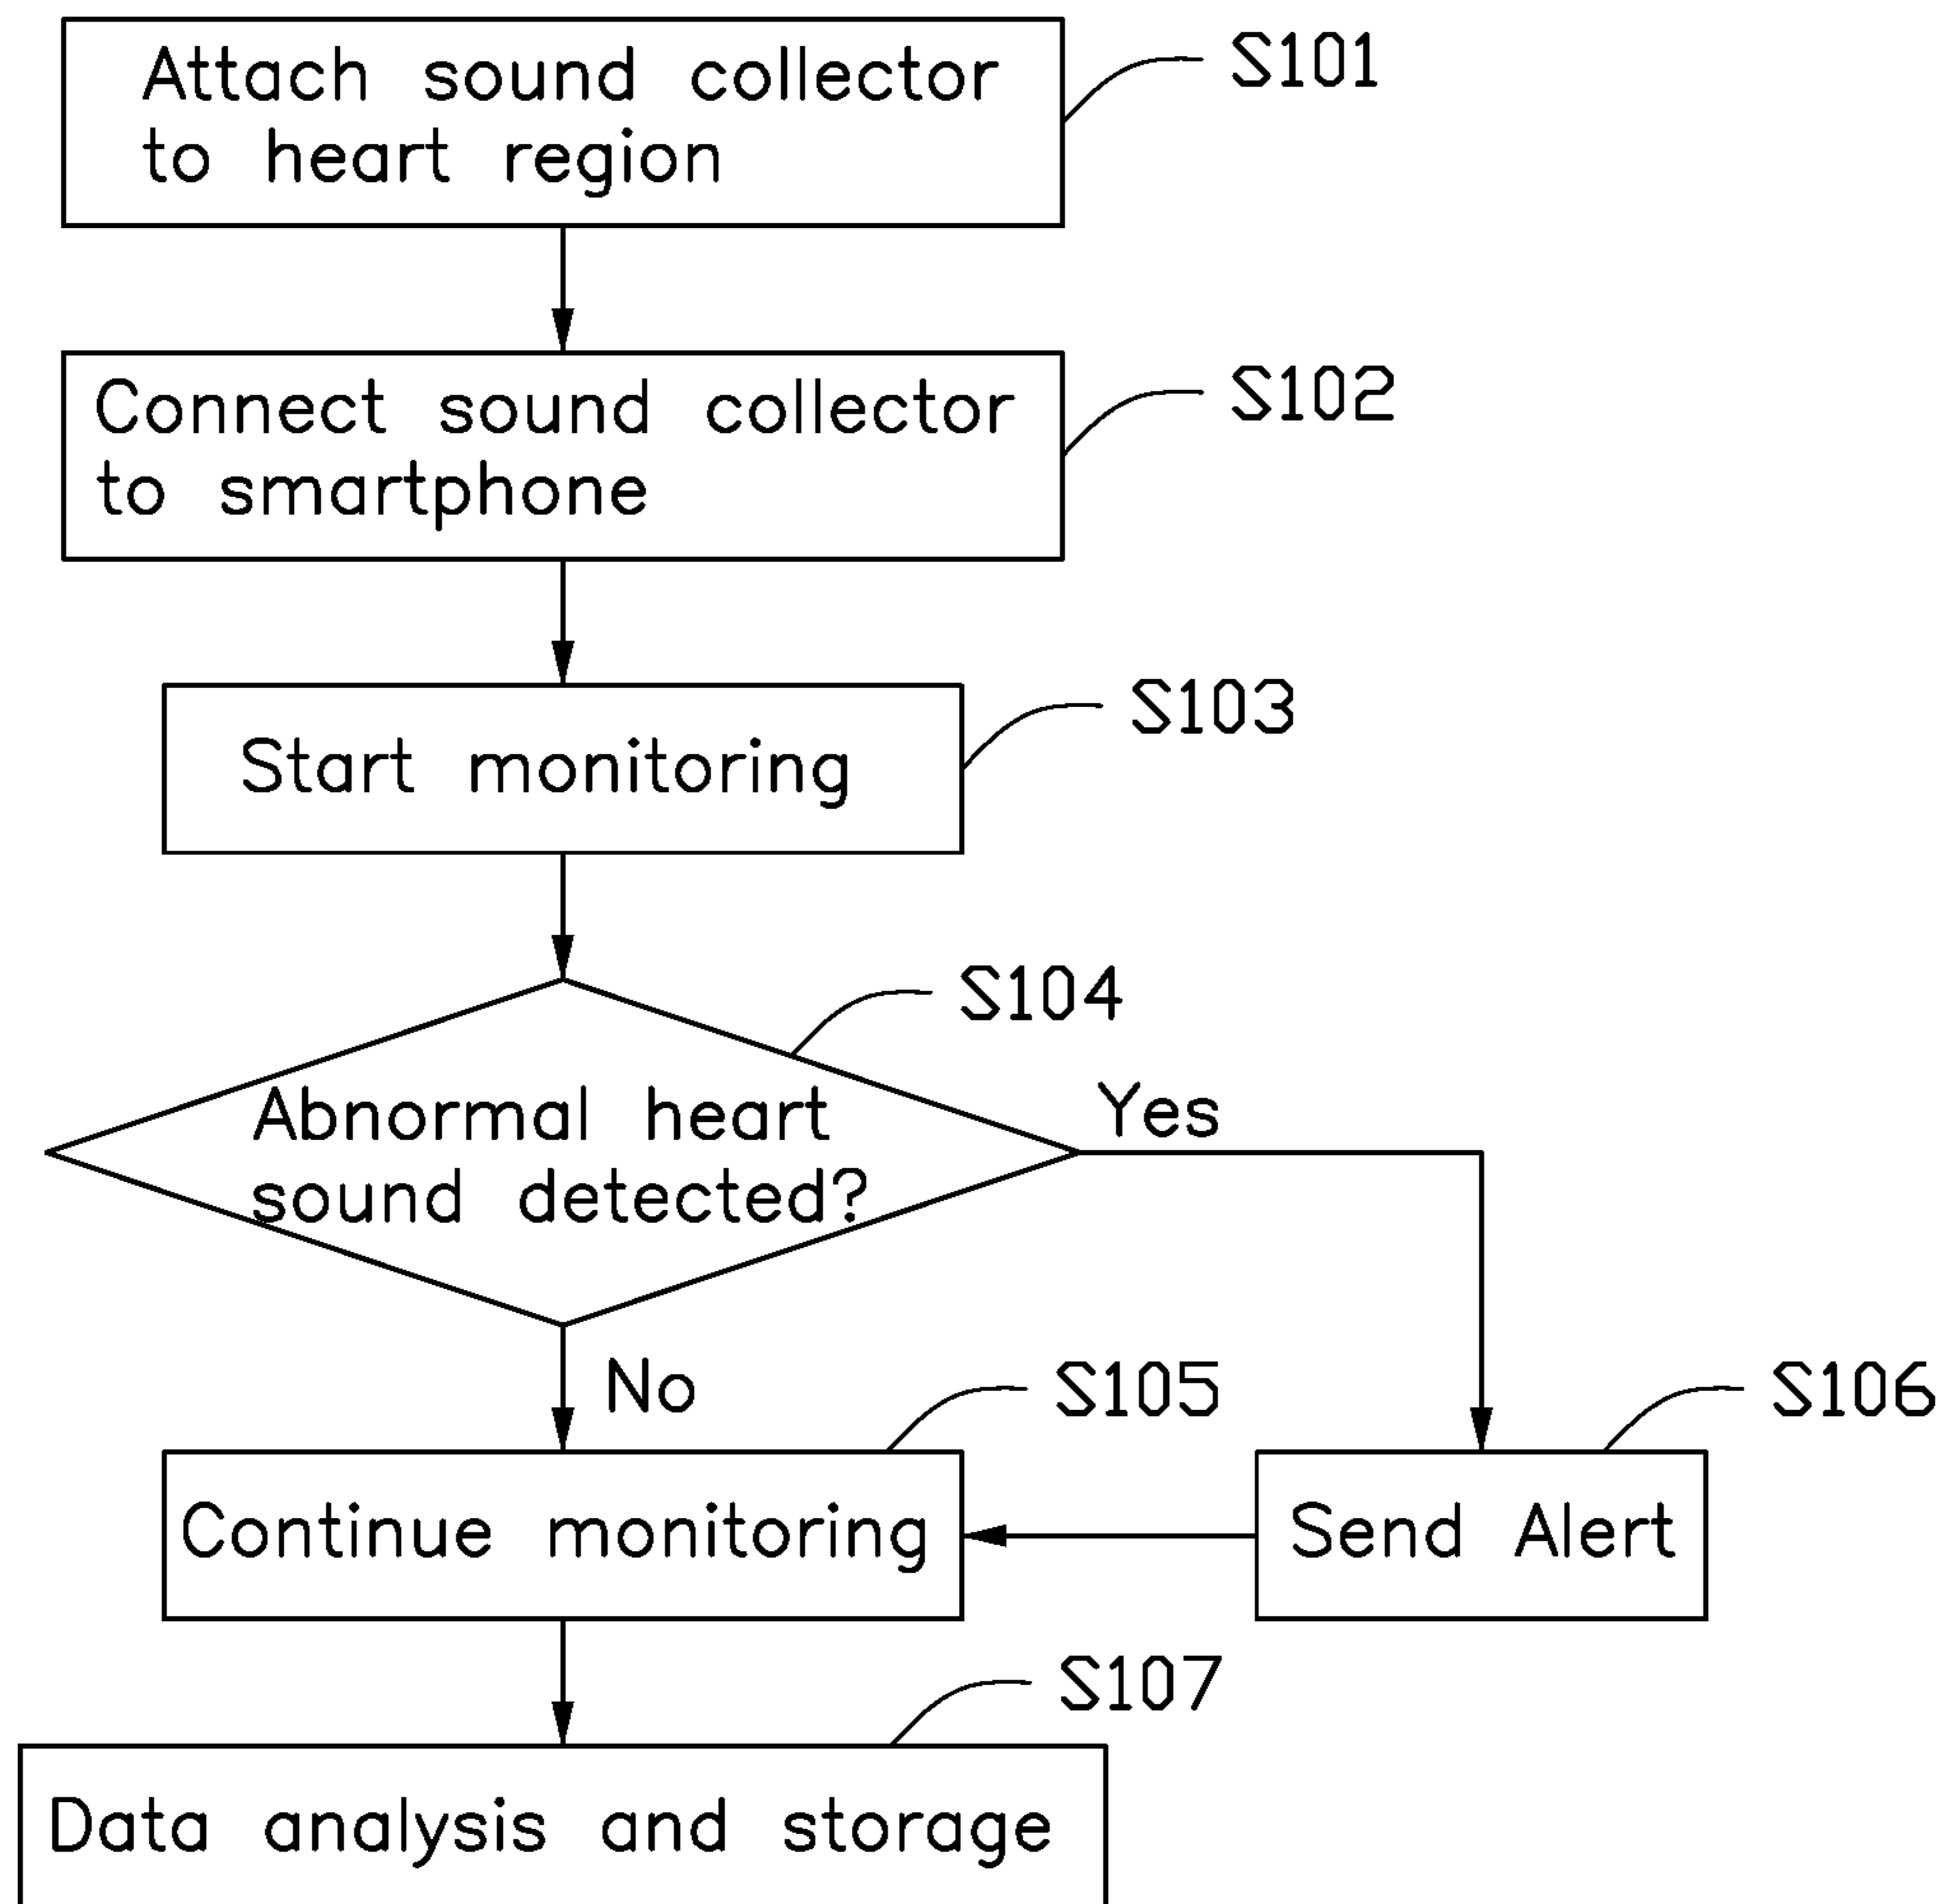 Attach sound collector
to heart region
S101
Connect sound collector
to smartphone
S102
Start monitoring
S103
S104
Abnormal heart
sound detected?
Yes
No
S105
S106
Continue monitoring
Send Alert
S107
Data analysis and storage